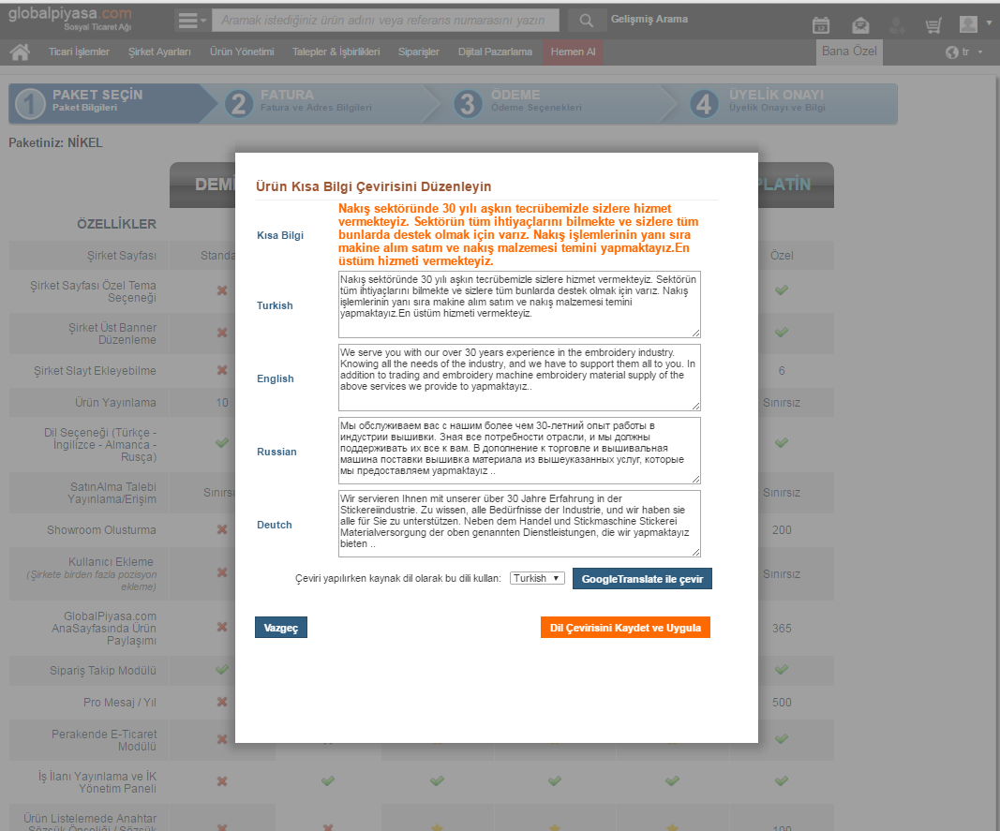 globalpiyasa.com
Sosyal Ticaret Ağı
Aramak istediğiniz ürün adını veya referans numarasını yazın
Gelişmiş Arama
12
Ticari İşlemler Şirket Ayarları Ürün Yönetimi Talepler & İşbirlikleri Siparişler Dijital Pazarlama Hemen Al
Bana Özel
tr
1 PAKET SEÇİN
Paket Bilgileri
2 FATURA
Fatura ve Adres Bilgileri
3 ÖDEME
Ödeme Seçenekleri
4 ÜYELİK ONAYI
Üyelik Onayı ve Bilgi
Paketiniz: NİKEL
DEMİ
PLATİN
ÖZELLİKLER
Şirket Sayfası Standa Özel
Şirket Sayfası Özel Tema
Seçeneği
Şirket Üst Banner
Düzenleme
Şirket Slayt Ekleyebilme 6
Ürün Yayınlama 10 Sınırsız
Dil Seçeneği (Türkçe -
İngilizce - Almanca -
Rusça)
SatınAlma Talebi
Yayınlama/Erişim Sınırsı Sınırsız
Showroom Olusturma 200
Kullanıcı Ekleme
(Şirkete birden fazla pozisyon
ekleme)
Sınırsız
GlobalPiyasa.com
AnaSayfasında Ürün
Paylaşımı
365
Sipariş Takip Modülü
Pro Mesaj / Yıl 500
Perakende E-Ticaret
Modülü
İş İlanı Yayınlama ve İK
Yönetim Paneli
Ürün Listelemede Anahtar
Sözcük Önceliği / Sözcük
100
Ürün Kısa Bilgi Çevirisini Düzenleyin
Kısa Bilgi
Nakış sektöründe 30 yılı aşkın tecrübemizle sizlere hizmet
vermekteyiz. Sektörün tüm ihtiyaçlarını bilmekte ve sizlere tüm
bunlarda destek olmak için varız. Nakış işlemlerinin yanı sıra
makine alım satım ve nakış malzemesi temini yapmaktayız.En
üstüm hizmeti vermekteyiz.
Turkish
Nakış sektöründe 30 yılı aşkın tecrübemizle sizlere hizmet vermekteyiz. Sektörün
tüm ihtiyaçlarını bilmekte ve sizlere tüm bunlarda destek olmak için varız. Nakış
işlemlerinin yanı sıra makine alım satım ve nakış malzemesi temini
yapmaktayız.En üstüm hizmeti vermekteyiz.
English
We serve you with our over 30 years experience in the embroidery industry.
Knowing all the needs of the industry, and we have to support them all to you. In
addition to trading and embroidery machine embroidery material supply of the
above services we provide to yapmaktayız..
Russian
Мы обслуживаем вас с нашим более чем 30-летний опыт работы в
индустрии вышивки. Зная все потребности отрасли, и мы должны
поддерживать их все к вам. В дополнение к торговле и вышивальная
машина поставки вышивка материала из вышеуказанных услуг, которые
мы предоставляем yapmaktayız ..
Deutch
Wir servieren Ihnen mit unserer über 30 Jahre Erfahrung in der
Stickereiindustrie. Zu wissen, alle Bedürfnisse der Industrie, und wir haben sie
alle für Sie zu unterstützen. Neben dem Handel und Stickmaschine Stickerei
Materialversorgung der oben genannten Dienstleistungen, die wir yapmaktayız
bieten ..
Çeviri yapılırken kaynak dil olarak bu dili kullan: Turkish GoogleTranslate ile çevir
Vazgeç Dil Çevirisini Kaydet ve Uygula